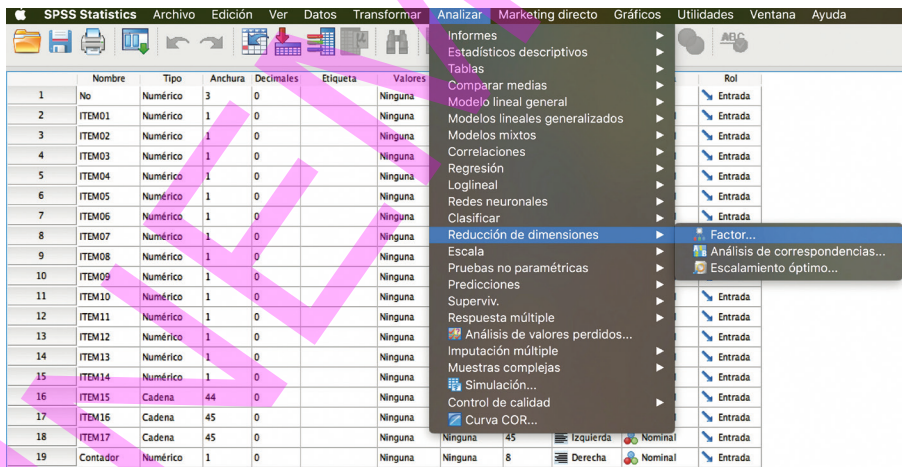 SPSS Statistics Archivo Edición Ver Datos Transformar Analizar Marketing directo Gráficos Utilidades Ventana Ayuda
Informes
Estadísticos descriptivos
Tablas
Comparar medias
Modelo lineal general
Modelos lineales generalizados
Modelos mixtos
Correlaciones
Regresión
Loglineal
Redes neuronales
Clasificar
Reducción de dimensiones
Escala
Pruebas no paramétricas
Predicciones
Superviv.
Respuesta múltiple
Análisis de valores perdidos...
Imputación múltiple
Muestras complejas
Simulación...
Control de calidad
Curva COR...
Factor...
Análisis de correspondencias...
Escalamiento óptimo...
Nombre Tipo Anchura Decimales Etiqueta Valores Rol
1 No Numérico 3 0 Ninguna Entrada
2 ITEM01 Numérico 1 0 Ninguna Entrada
3 ITEM02 Numérico 1 0 Ninguna Entrada
4 ITEM03 Numérico 1 0 Ninguna Entrada
5 ITEM04 Numérico 1 0 Ninguna Entrada
6 ITEM05 Numérico 1 0 Ninguna Entrada
7 ITEM06 Numérico 1 0 Ninguna Entrada
8 ITEM07 Numérico 1 0 Ninguna
9 ITEM08 Numérico 1 0 Ninguna
10 ITEM09 Numérico 1 0 Ninguna
11 ITEM10 Numérico 1 0 Ninguna Entrada
12 ITEM11 Numérico 1 0 Ninguna Entrada
13 ITEM12 Numérico 1 0 Ninguna Entrada
14 ITEM13 Numérico 1 0 Ninguna Entrada
15 ITEM14 Numérico 1 0 Ninguna Entrada
16 ITEM15 Cadena 44 0 Ninguna Entrada
17 ITEM16 Cadena 45 0 Ninguna Entrada
18 ITEM17 Cadena 45 0 Ninguna Ninguna 45 Izquierda Nominal Entrada
19 Contador Numérico 1 0 Ninguna Ninguna 8 Derecha Nominal Entrada